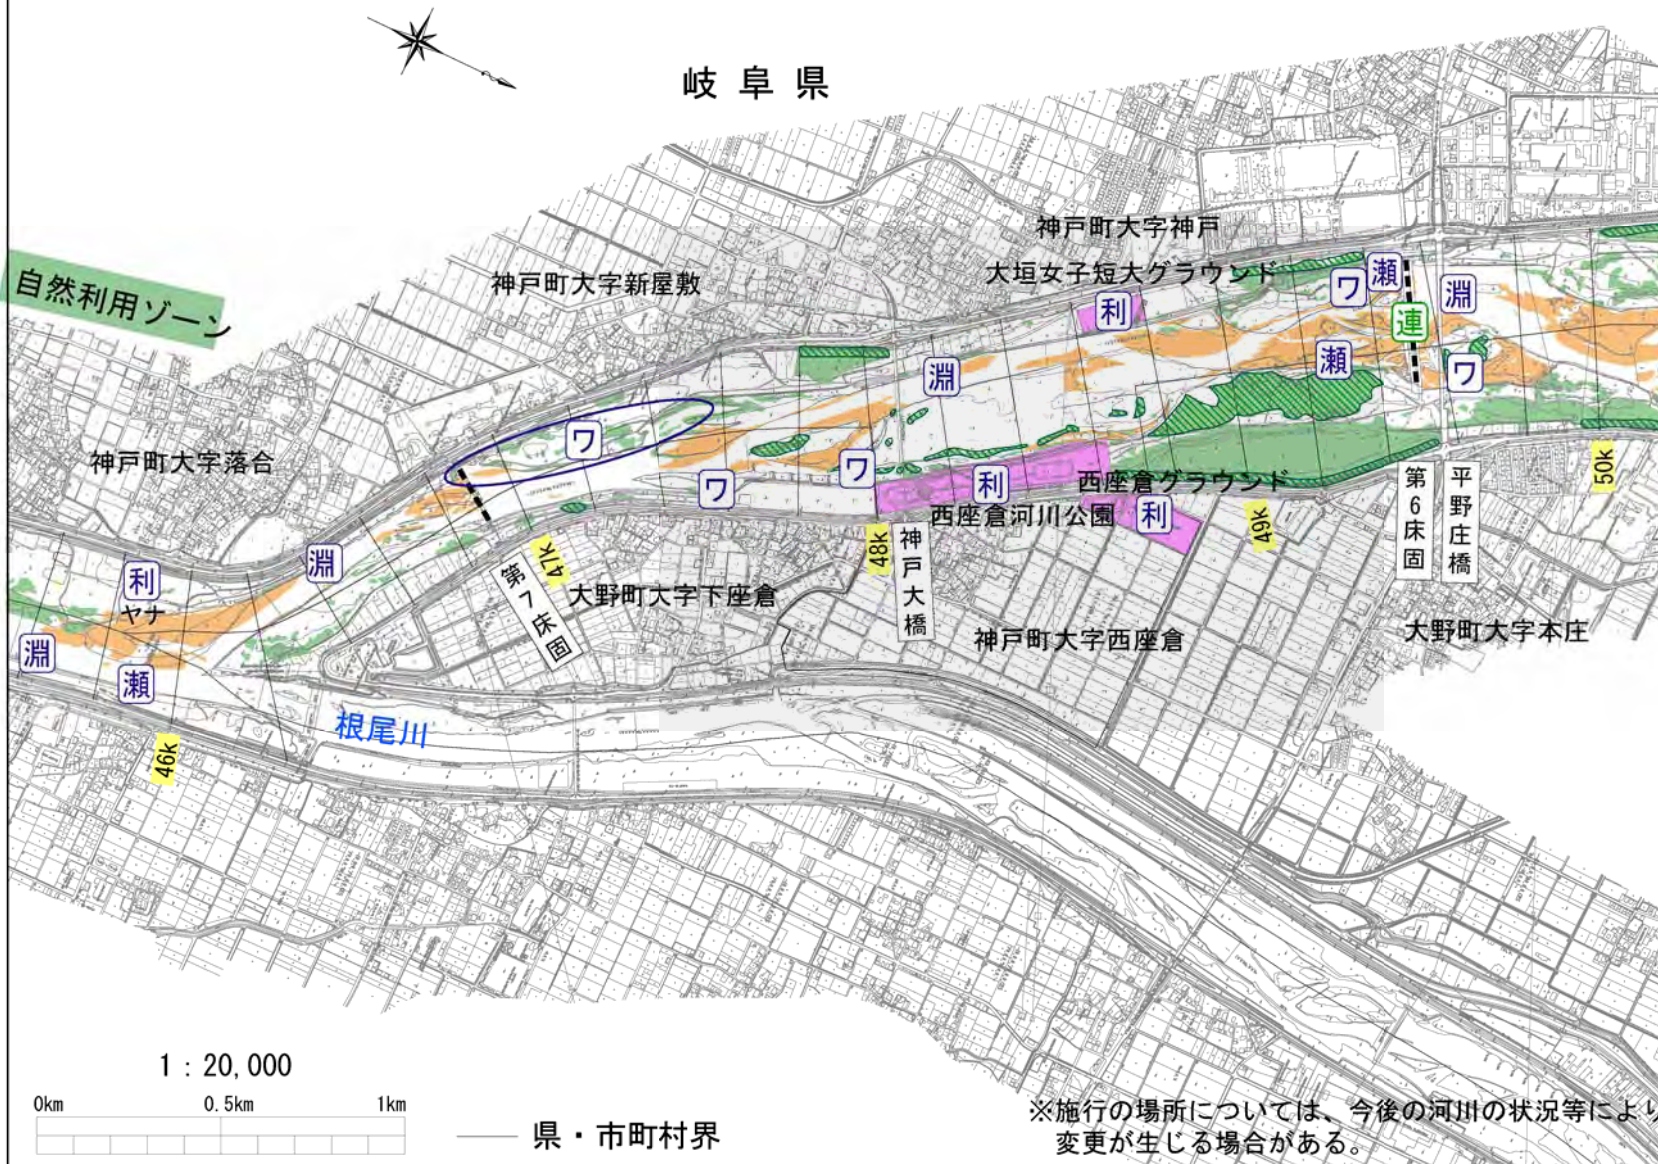 岐阜県
神戸町大字神戸
大垣女子短大グラウンド
瀬
ワ
淵
利
連
自然利用ゾーン
神戸町大字新屋敷
淵
瀬
ワ
ワ
神戸町大字落合
ワ
ワ
利
西座倉グラウンド
西座倉河川公園
利
49k
第6床固
平野庄橋
50k
48k
神戸大橋
47k
第7床固
淵
利
ヤナ
大野町大字下座倉
神戸町大字西座倉
大野町大字本庄
淵
瀬
根尾川
46k
1：20,000
0km 0.5km 1km
県・市町村界
※施行の場所については、今後の河川の状況等により
変更が生じる場合がある。